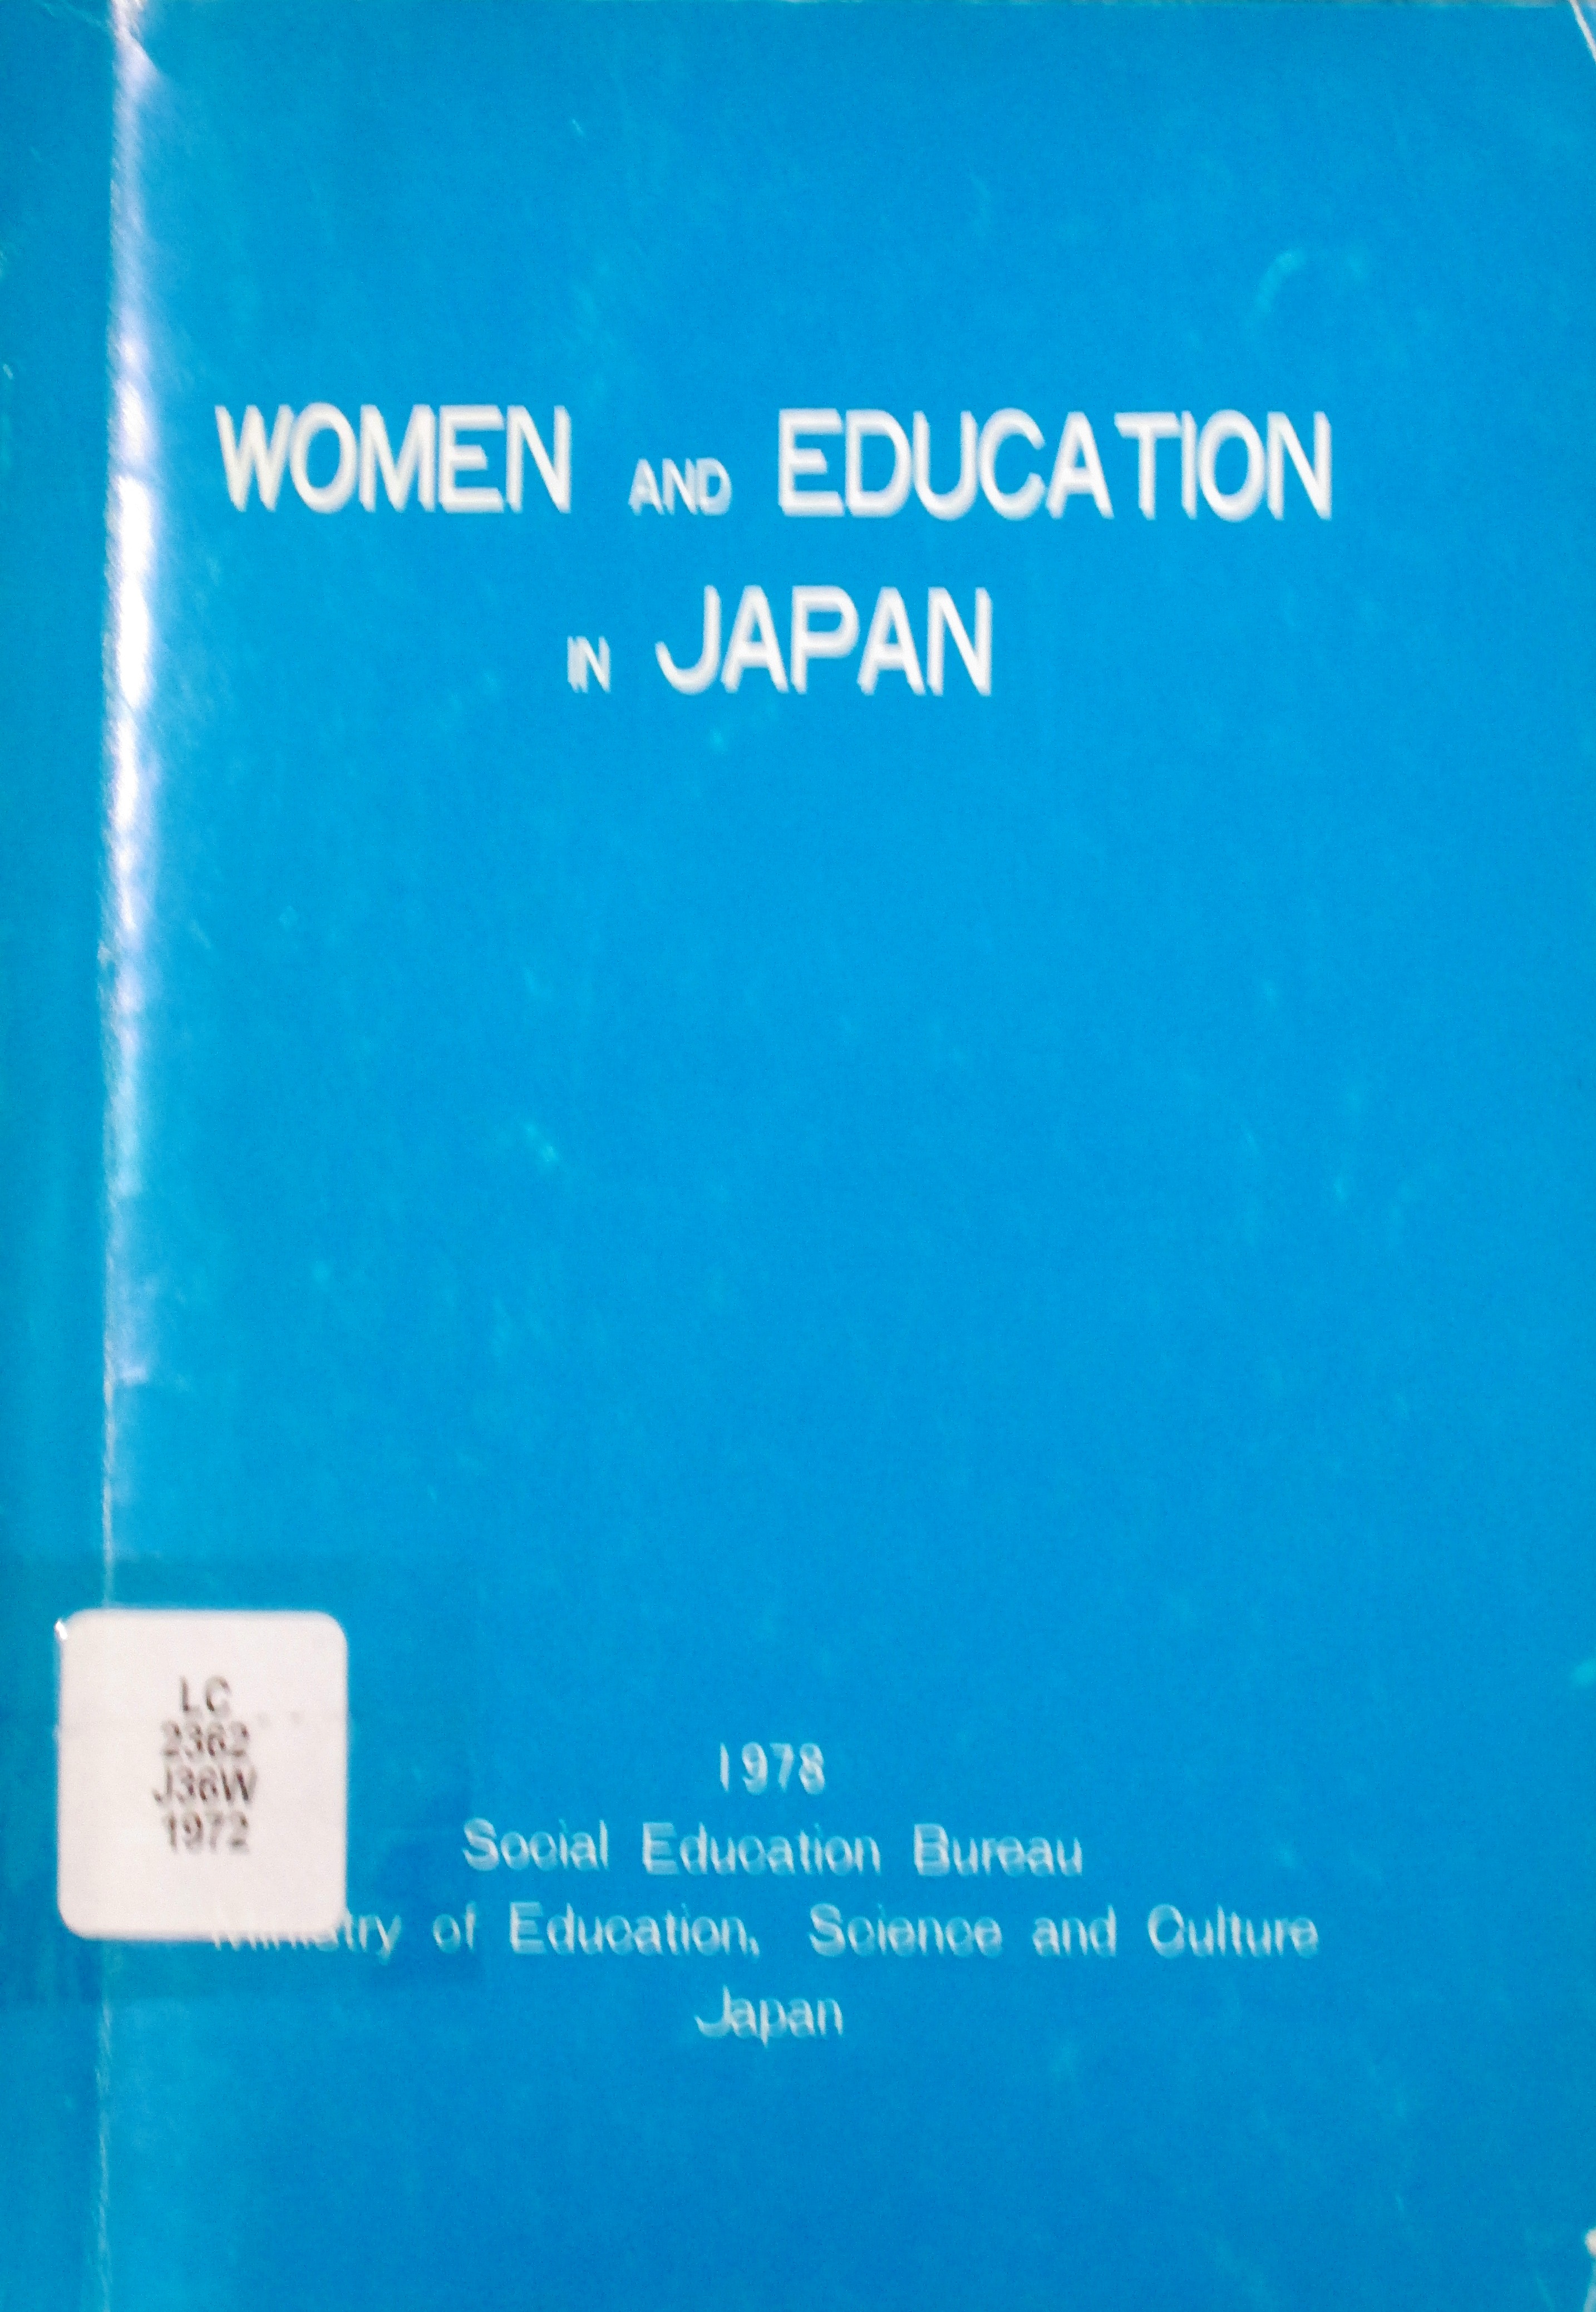 WOMEN AND EDUCATION
IN JAPAN
LC
2362
J36W
1972
1978
Social Education Bureau
Ministry of Education, Science and Culture
Japan